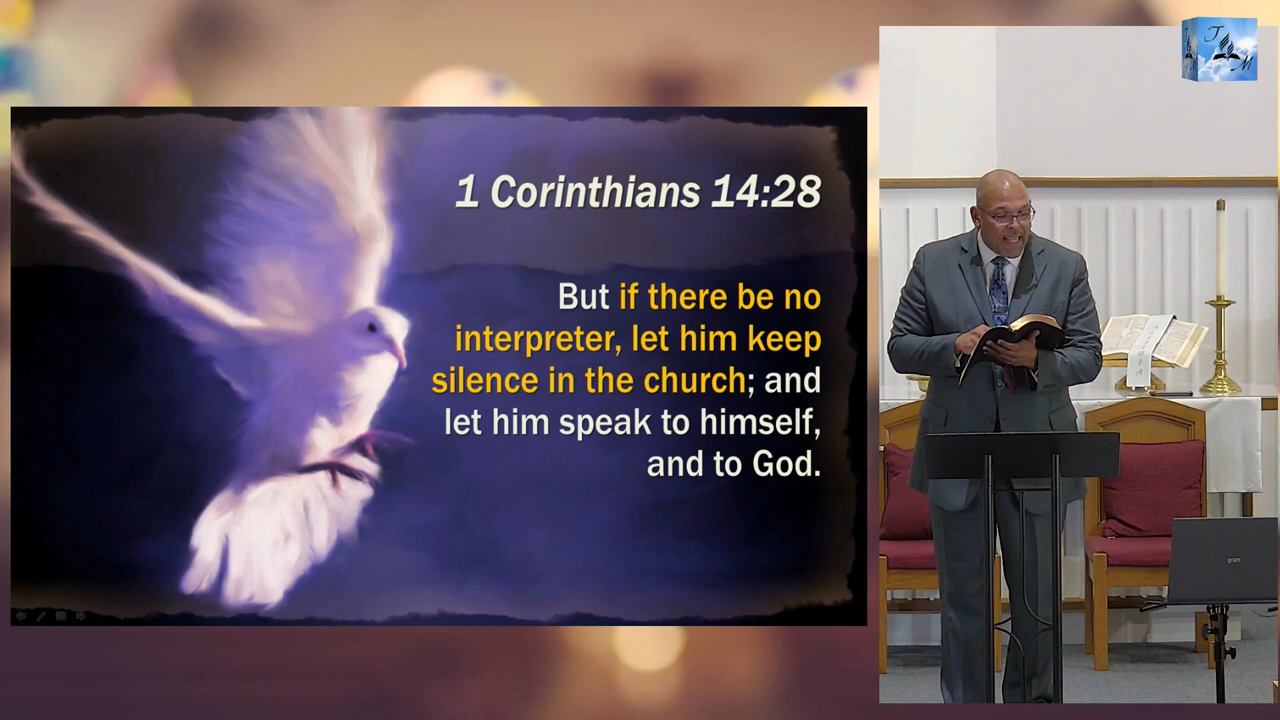 1 Corinthians 14:28
But if there be no
interpreter, let him keep
silence in the church; and
let him speak to himself,
and to God.
J
M
gram